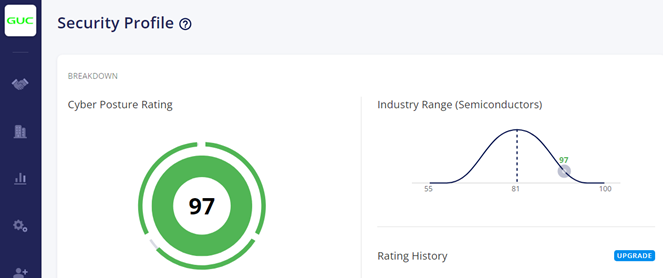 GUC
Security Profile ?
BREAKDOWN
Cyber Posture Rating
97
Industry Range (Semiconductors)
97
55 81 100
Rating History UPGRADE